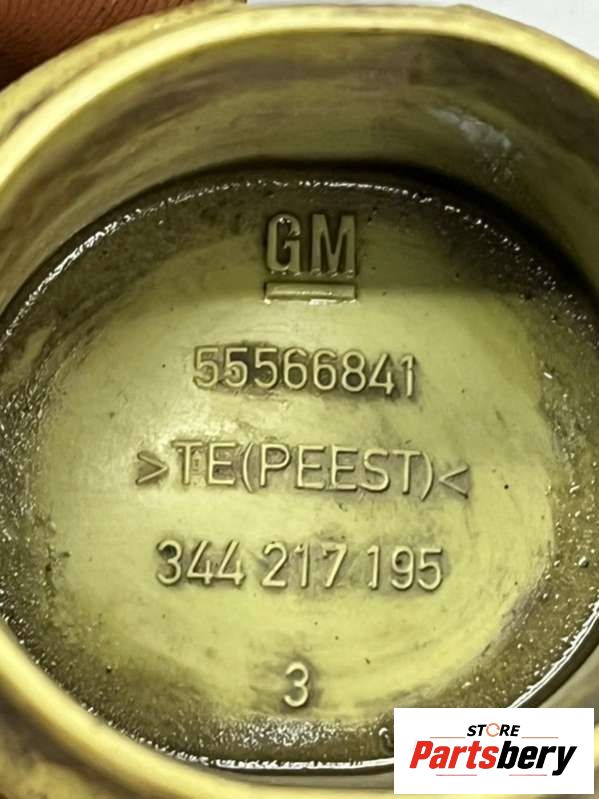 GM
55566841
>TE(PEEST)<
344 217 195
3
STORE
Partsbery